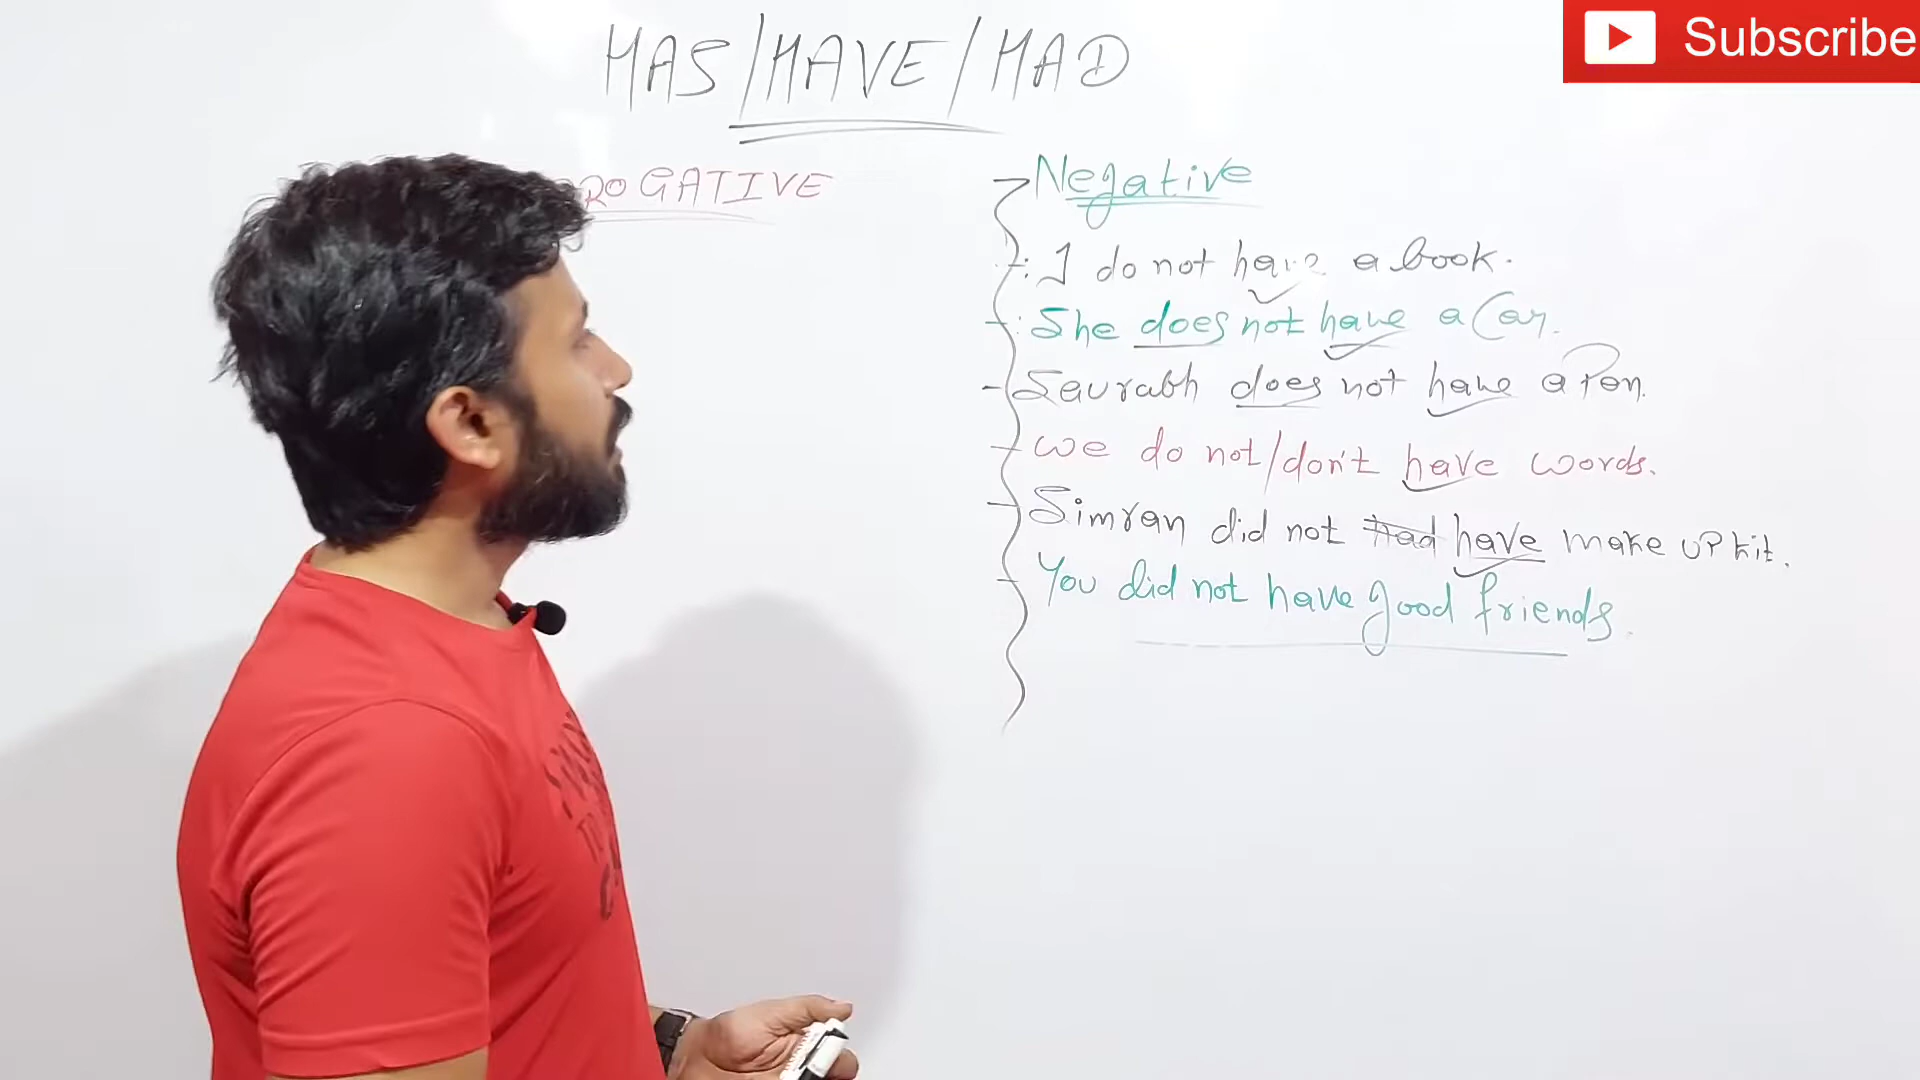 HAS/HAVE/HAD
Subscribe
ROGATIVE
Negative
I do not have a book.
She does not have a Car.
Saurabh does not have a Pen.
we do not/don't have words.
Simran did not had have make up kit.
You did not have good friends.